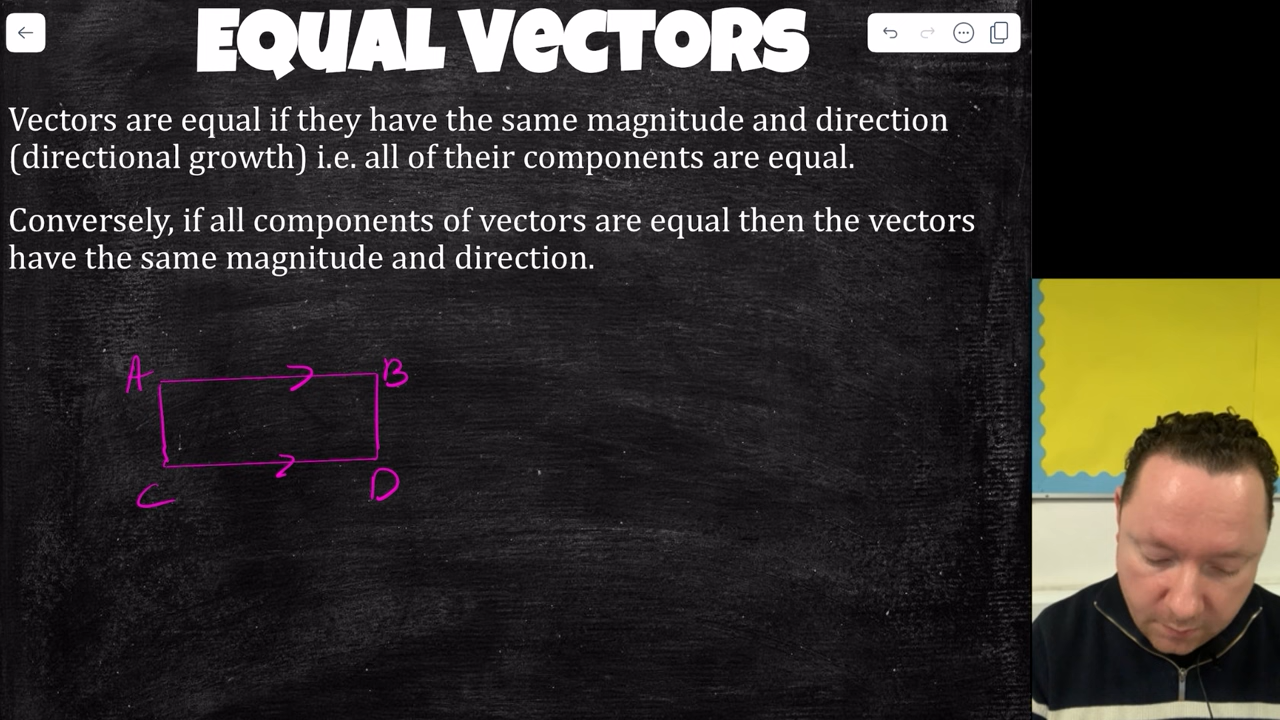 EQUAL VECTORS
Vectors are equal if they have the same magnitude and direction
(directional growth) i.e. all of their components are equal.
Conversely, if all components of vectors are equal then the vectors
have the same magnitude and direction.
A B
C D